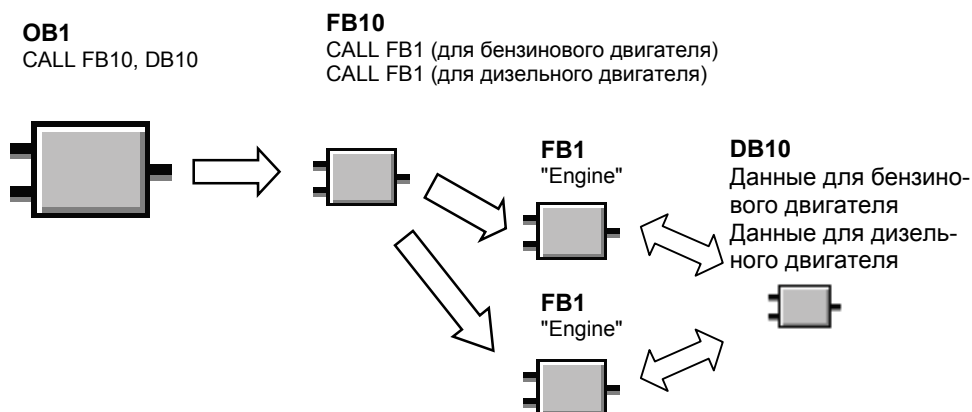 OB1
CALL FB10, DB10
FB10
CALL FB1 (для бензинового двигателя)
CALL FB1 (для дизельного двигателя)
FB1
"Engine"
DB10
Данные для бензино-
вого двигателя
Данные для дизель-
ного двигателя
FB1
"Engine"